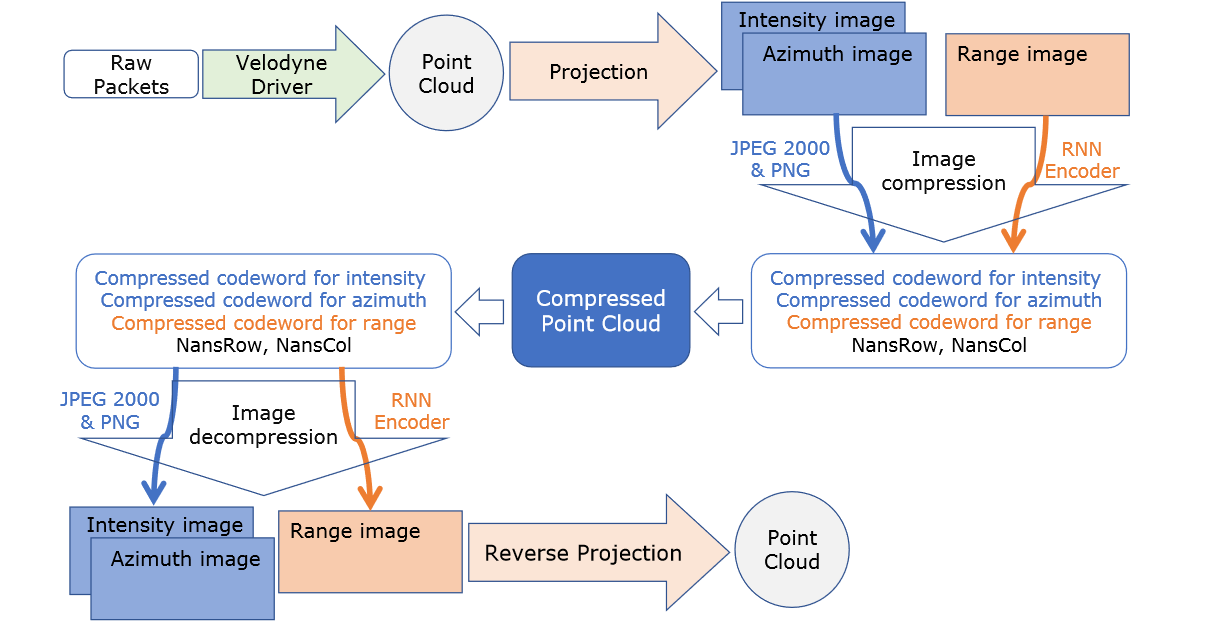 Raw
Packets
Velodyne
Driver
Point
Cloud
Projection
Intensity image
Azimuth image
Range image
JPEG 2000
& PNG
Image
compression
RNN
Encoder
Compressed codeword for intensity
Compressed codeword for azimuth
Compressed codeword for range
NansRow, NansCol
Compressed
Point Cloud
Compressed codeword for intensity
Compressed codeword for azimuth
Compressed codeword for range
NansRow, NansCol
JPEG 2000
& PNG
Image
decompression
RNN
Encoder
Intensity image
Azimuth image
Range image
Reverse Projection
Point
Cloud